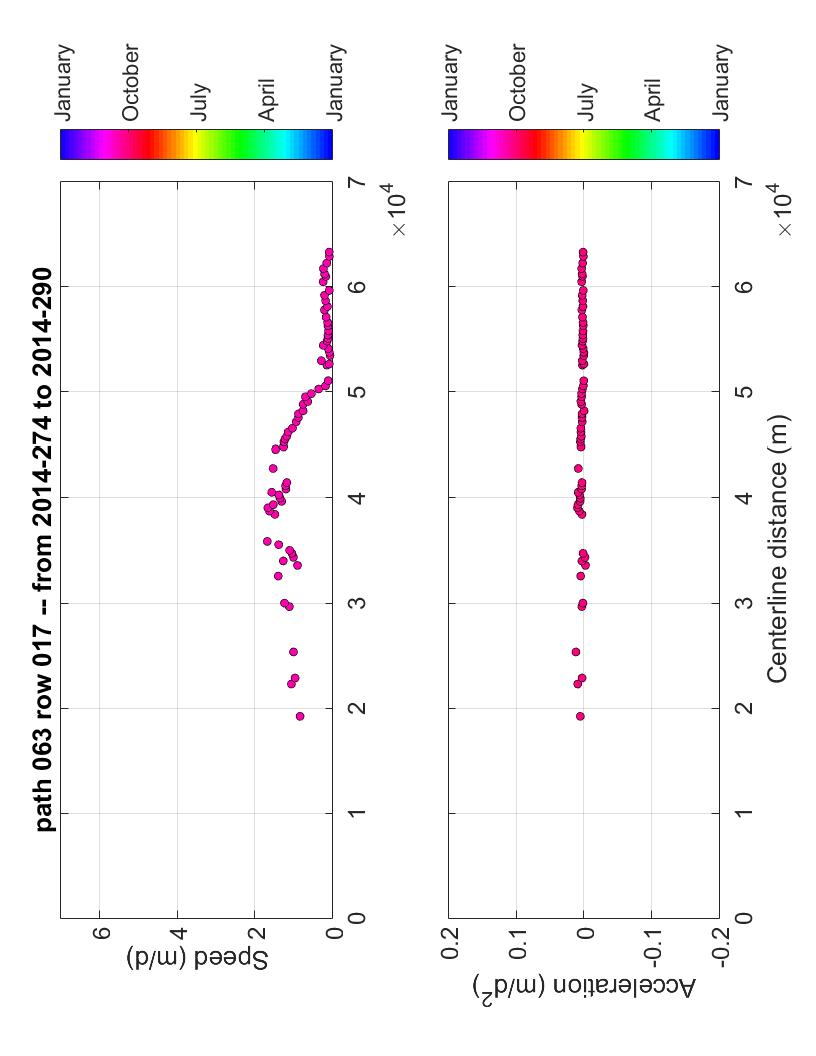 path 063 row 017 -- from 2014-274 to 2014-290
Speed (m/d)
6
4
2
0
0
1
2
3
4
5
6
7
×10^4
January
October
July
April
January
Acceleration (m/d^2)
0.2
0.1
0
-0.1
-0.2
0
1
2
3
4
5
6
7
×10^4
Centerline distance (m)
January
October
July
April
January